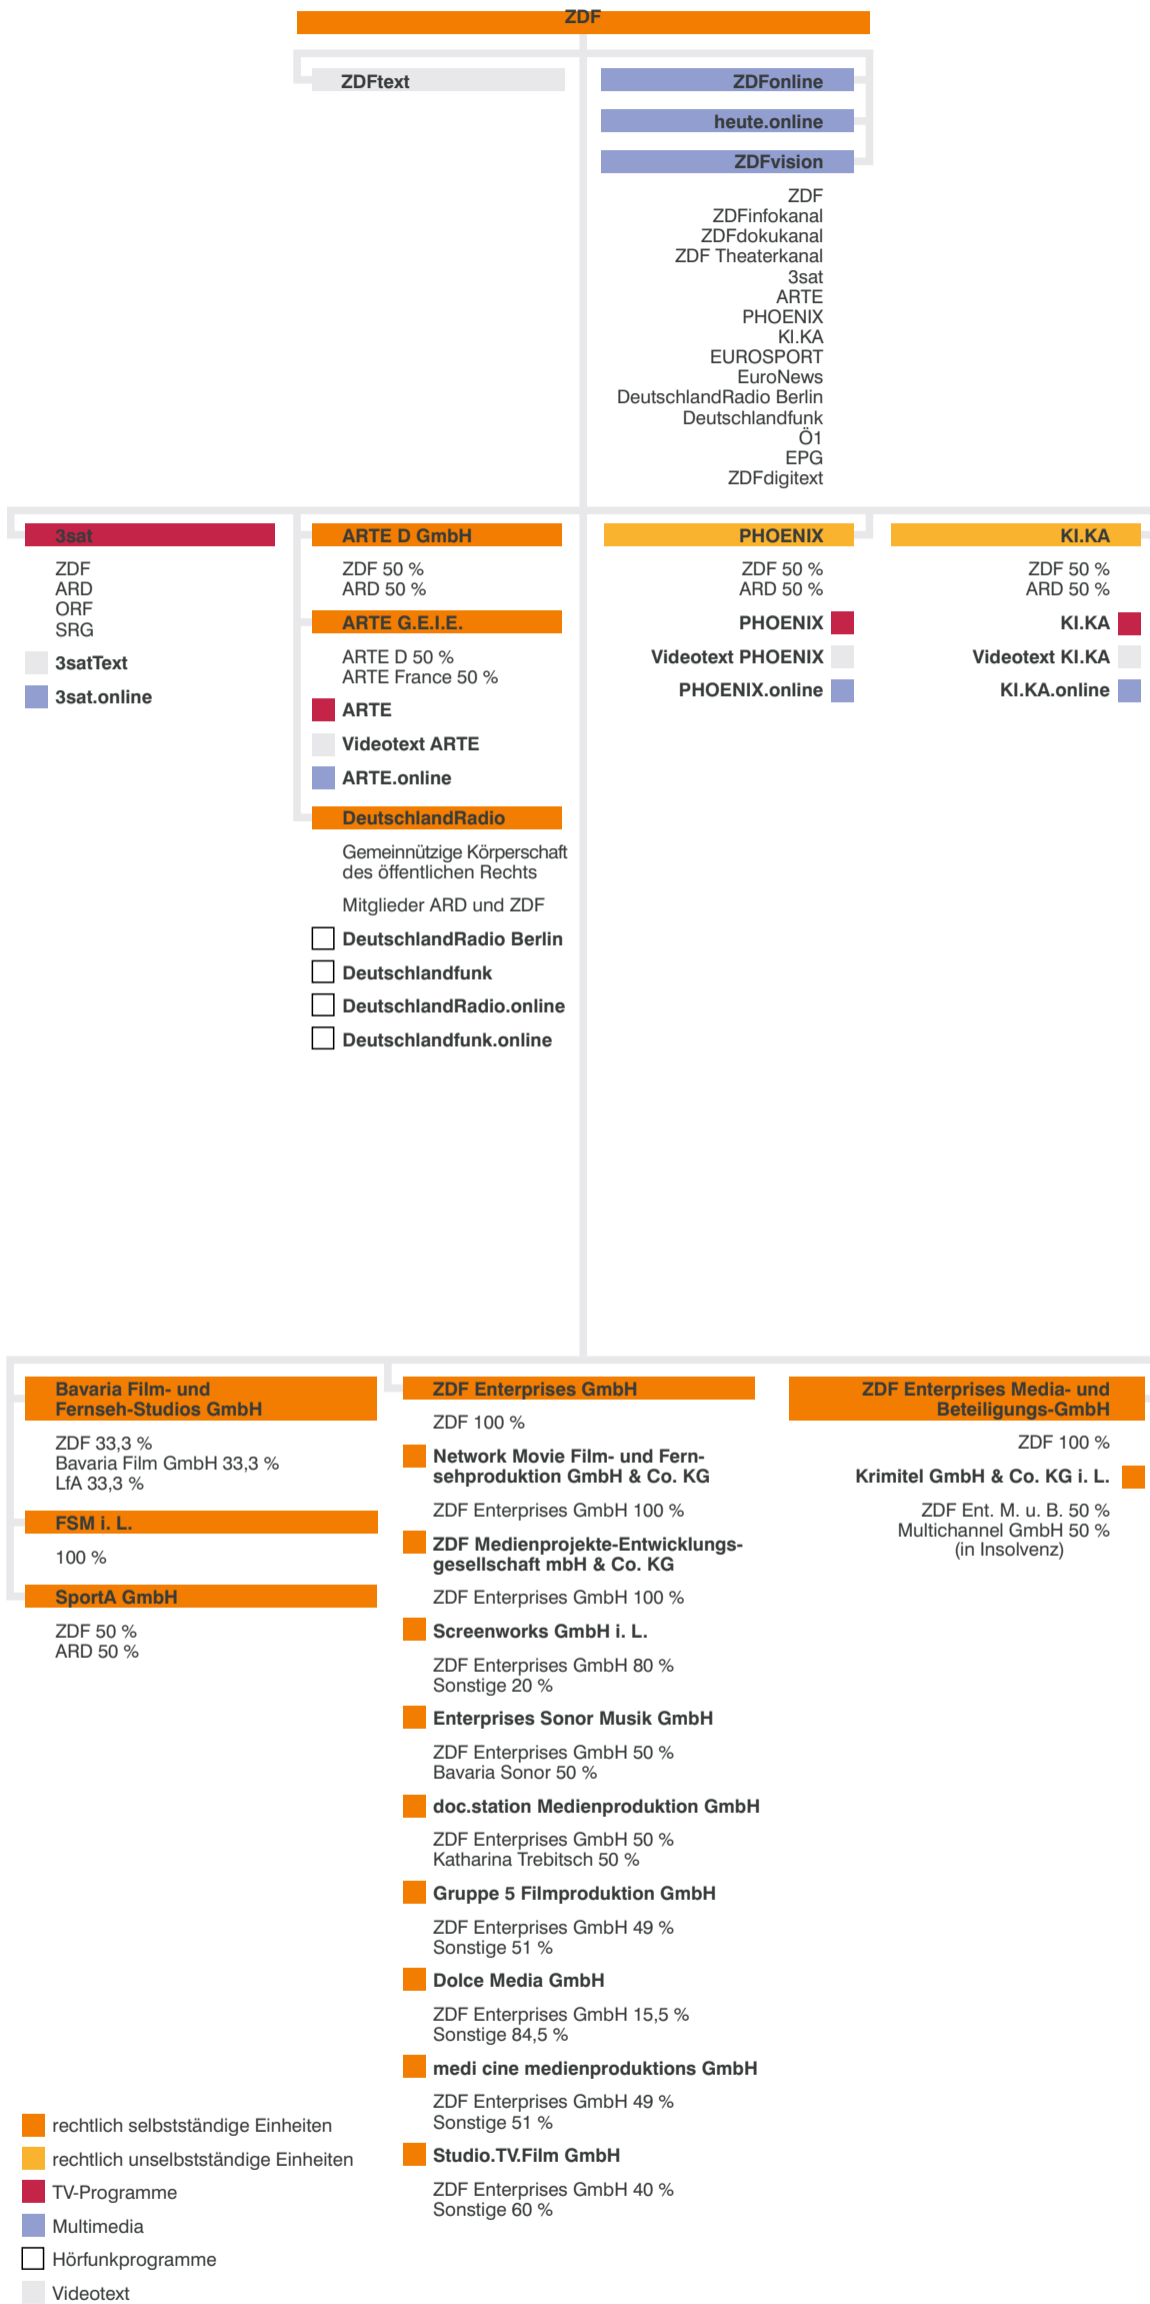 ZDF
ZDFtext
ZDFonline
heute.online
ZDFvision
ZDF
ZDFinfokanal
ZDFdokukanal
ZDF Theaterkanal
3sat
ARTE
PHOENIX
KI.KA
EUROSPORT
EuroNews
DeutschlandRadio Berlin
Deutschlandfunk
Ö1
EPG
ZDFdigitext
3sat
ZDF
ARD
ORF
SRG
3satText
3sat.online
ARTE D GmbH
ZDF 50 %
ARD 50 %
ARTE G.E.I.E.
ARTE D 50 %
ARTE France 50 %
ARTE
Videotext ARTE
ARTE.online
DeutschlandRadio
Gemeinnützige Körperschaft
des öffentlichen Rechts
Mitglieder ARD und ZDF
DeutschlandRadio Berlin
Deutschlandfunk
DeutschlandRadio.online
Deutschlandfunk.online
PHOENIX
ZDF 50 %
ARD 50 %
PHOENIX
Videotext PHOENIX
PHOENIX.online
KI.KA
ZDF 50 %
ARD 50 %
KI.KA
Videotext KI.KA
KI.KA.online
Bavaria Film- und
Fernseh-Studios GmbH
ZDF 33,3 %
Bavaria Film GmbH 33,3 %
LfA 33,3 %
FSM i. L.
100 %
SportA GmbH
ZDF 50 %
ARD 50 %
ZDF Enterprises GmbH
ZDF 100 %
Network Movie Film- und Fern-
sehproduktion GmbH & Co. KG
ZDF Enterprises GmbH 100 %
ZDF Medienprojekte-Entwicklungs-
gesellschaft mbH & Co. KG
ZDF Enterprises GmbH 100 %
Screenworks GmbH i. L.
ZDF Enterprises GmbH 80 %
Sonstige 20 %
Enterprises Sonor Musik GmbH
ZDF Enterprises GmbH 50 %
Bavaria Sonor 50 %
doc.station Medienproduktion GmbH
ZDF Enterprises GmbH 50 %
Katharina Trebitsch 50 %
Gruppe 5 Filmproduktion GmbH
ZDF Enterprises GmbH 49 %
Sonstige 51 %
Dolce Media GmbH
ZDF Enterprises GmbH 15,5 %
Sonstige 84,5 %
medi cine medienproduktions GmbH
ZDF Enterprises GmbH 49 %
Sonstige 51 %
Studio.TV.Film GmbH
ZDF Enterprises GmbH 40 %
Sonstige 60 %
ZDF Enterprises Media- und
Beteiligungs-GmbH
ZDF 100 %
Krimitel GmbH & Co. KG i. L.
ZDF Ent. M. u. B. 50 %
Multichannel GmbH 50 %
(in Insolvenz)
rechtlich selbstständige Einheiten
rechtlich unselbstständige Einheiten
TV-Programme
Multimedia
Hörfunkprogramme
Videotext